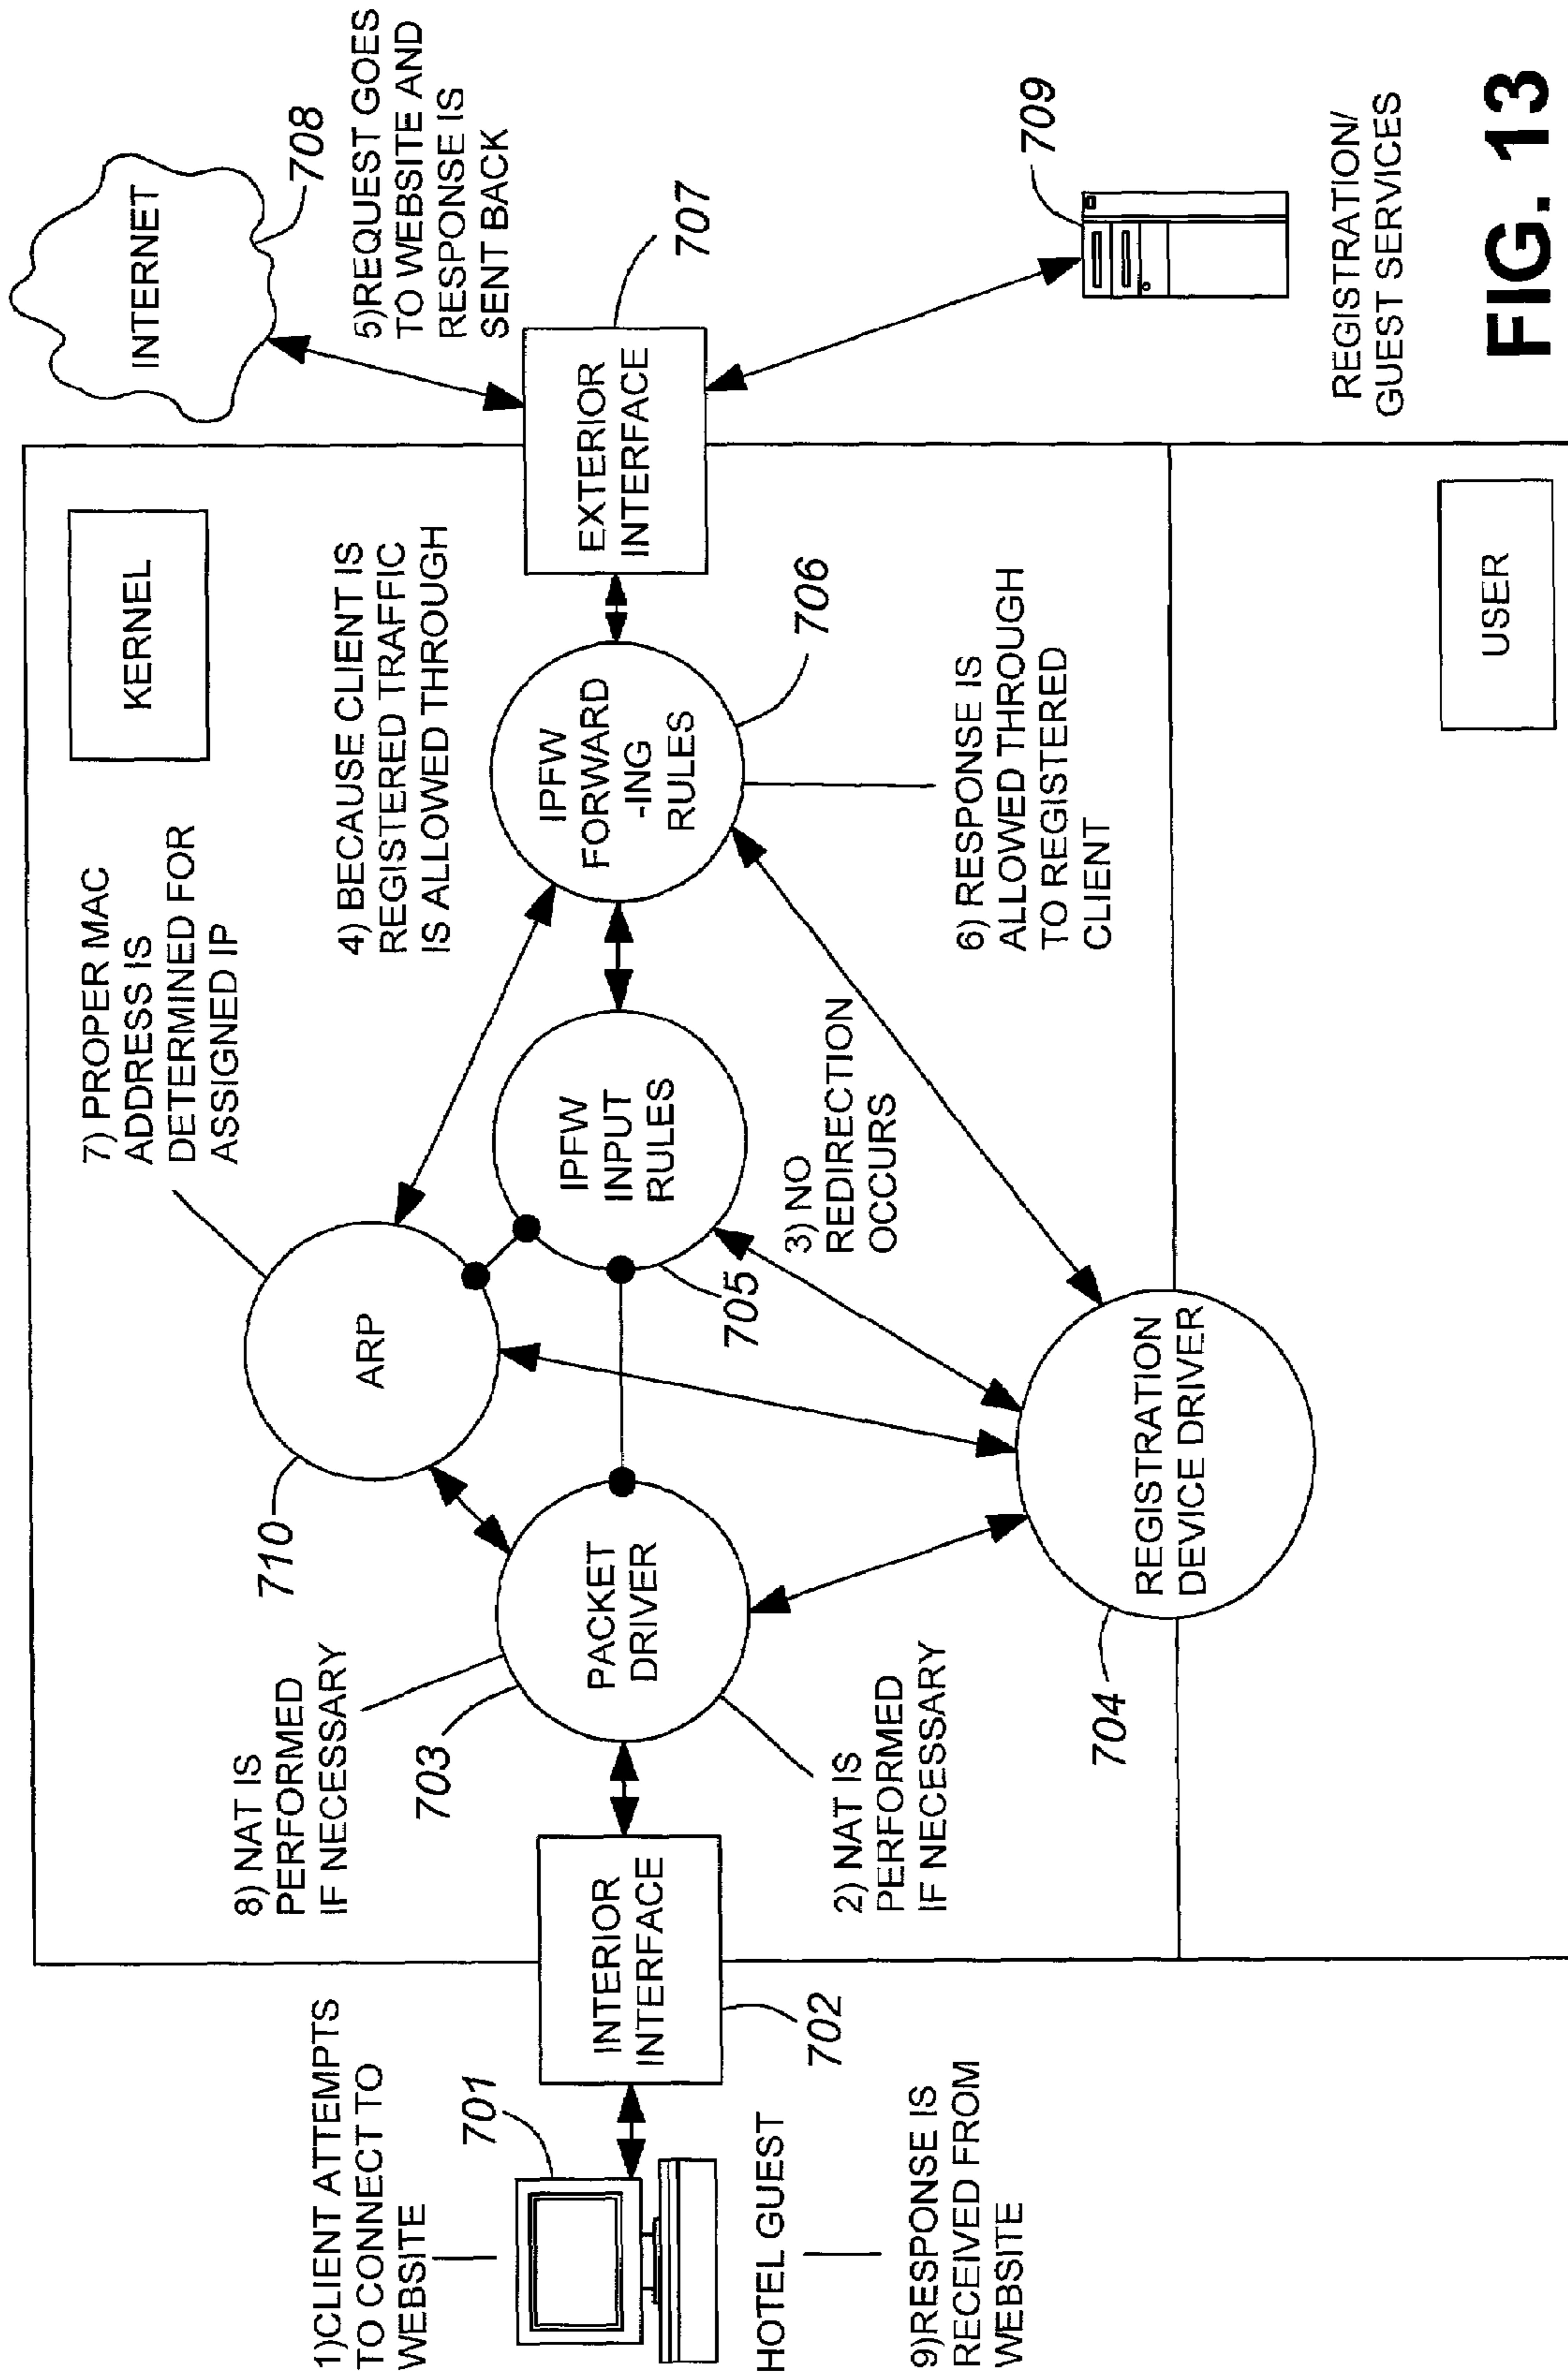 1)CLIENT ATTEMPTS
TO CONNECT TO
WEBSITE
701
HOTEL GUEST
9)RESPONSE IS
RECEIVED FROM
WEBSITE
INTERIOR
INTERFACE
702
8) NAT IS
PERFORMED
IF NECESSARY
703
PACKET
DRIVER
2) NAT IS
PERFORMED
IF NECESSARY
710
ARP
7) PROPER MAC
ADDRESS IS
DETERMINED FOR
ASSIGNED IP
705
IPFW
INPUT
RULES
3) NO
REDIRECTION
OCCURS
704
REGISTRATION
DEVICE DRIVER
KERNEL
4) BECAUSE CLIENT IS
REGISTERED TRAFFIC
IS ALLOWED THROUGH
IPFW
FORWARD
-ING
RULES
706
6) RESPONSE IS
ALLOWED THROUGH
TO REGISTERED
CLIENT
USER
EXTERIOR
INTERFACE
707
INTERNET
708
5)REQUEST GOES
TO WEBSITE AND
RESPONSE IS
SENT BACK
709
REGISTRATION/
GUEST SERVICES
FIG. 13